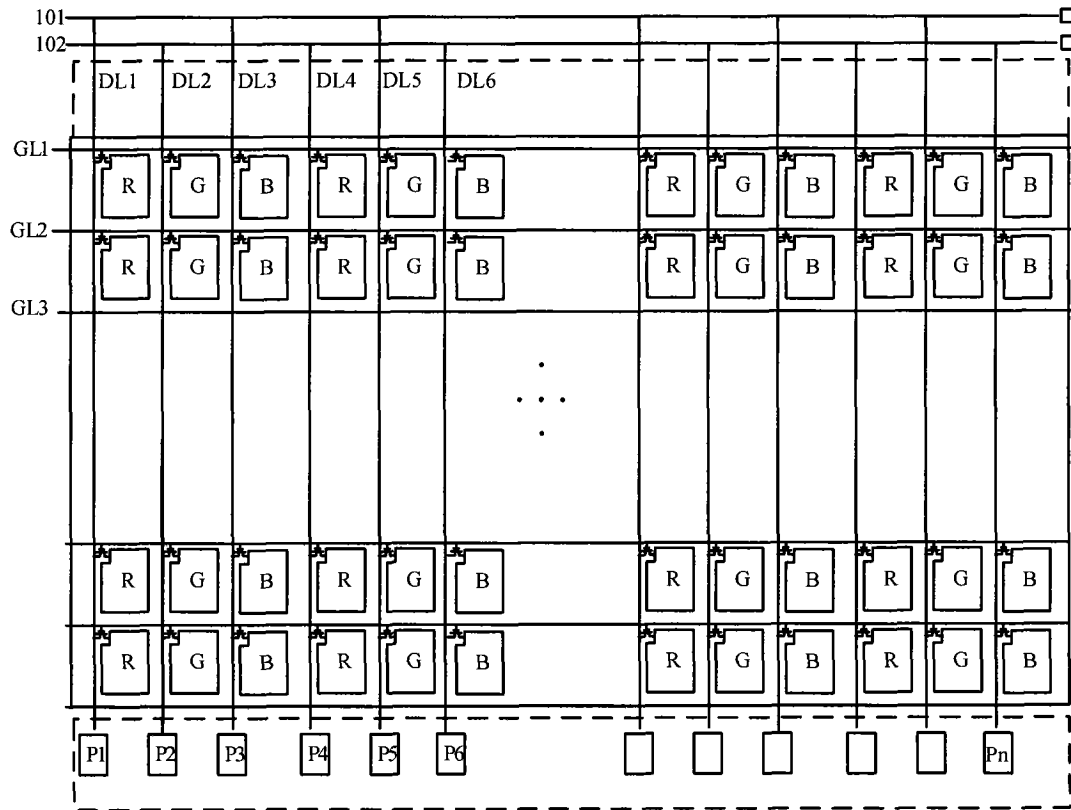 101
102
DL1 DL2 DL3 DL4 DL5 DL6
GL1
R G B R G B R G B R G B
GL2
R G B R G B R G B R G B
GL3
R G B R G B R G B R G B
R G B R G B R G B R G B
P1 P2 P3 P4 P5 P6 Pn